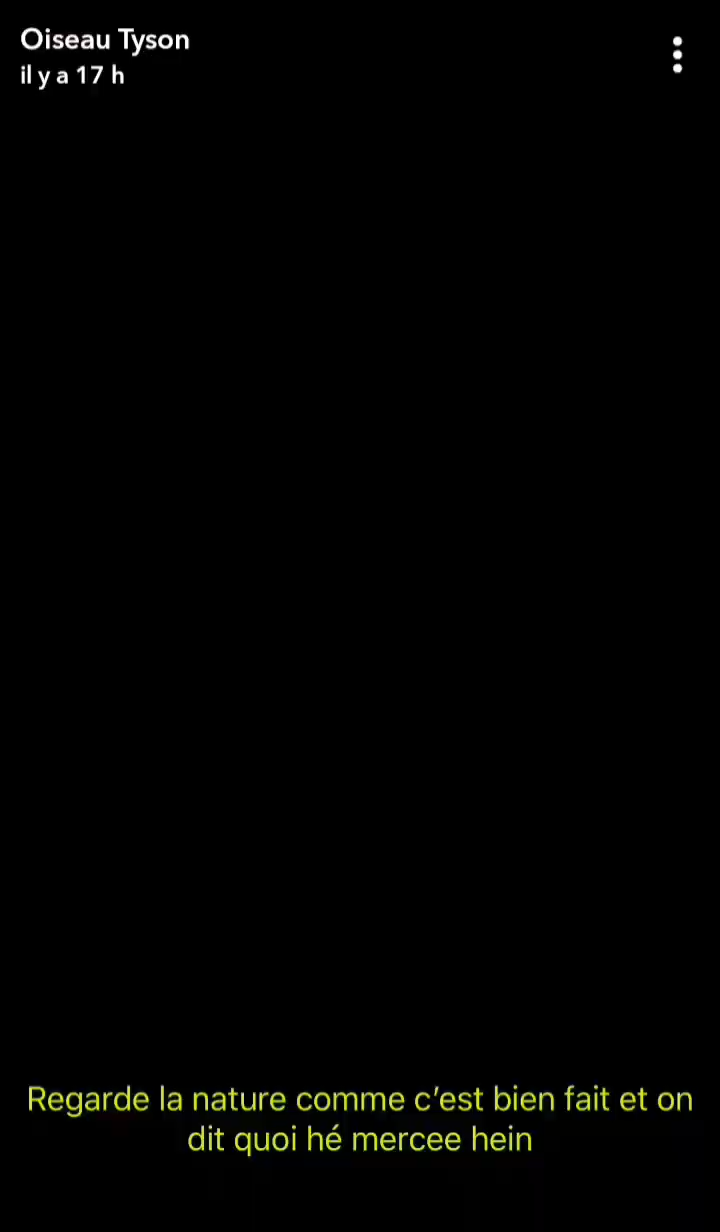 Oiseau Tyson
il y a 17 h
Regarde la nature comme c'est bien fait et on
dit quoi hé mercee hein